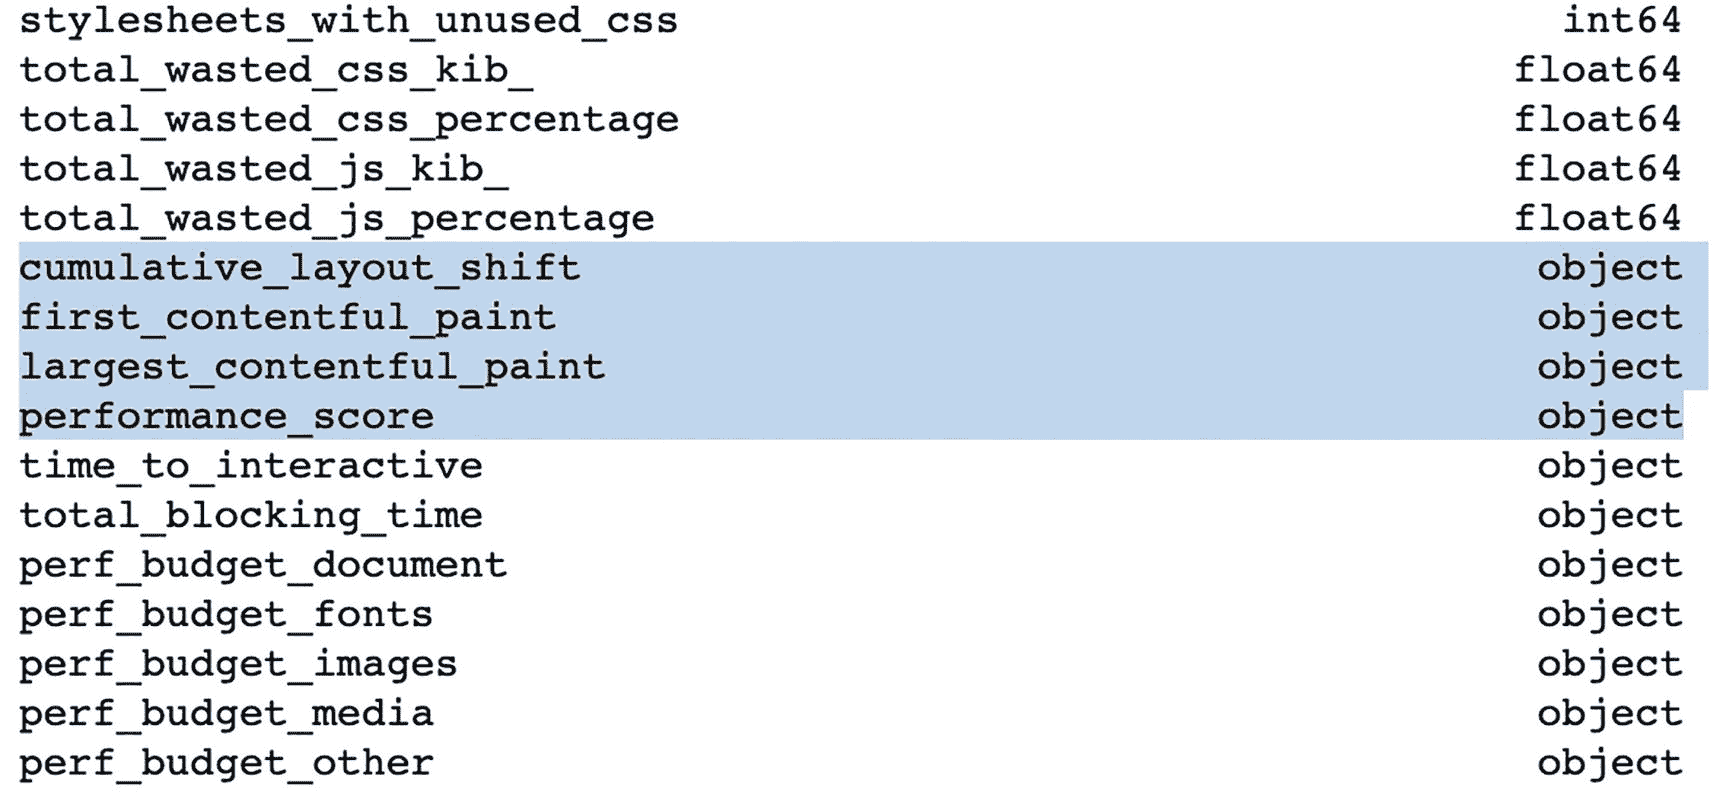 stylesheets_with_unused_css int64
total_wasted_css_kib_ float64
total_wasted_css_percentage float64
total_wasted_js_kib_ float64
total_wasted_js_percentage float64
cumulative_layout_shift object
first_contentful_paint object
largest_contentful_paint object
performance_score object
time_to_interactive object
total_blocking_time object
perf_budget_document object
perf_budget_fonts object
perf_budget_images object
perf_budget_media object
perf_budget_other object